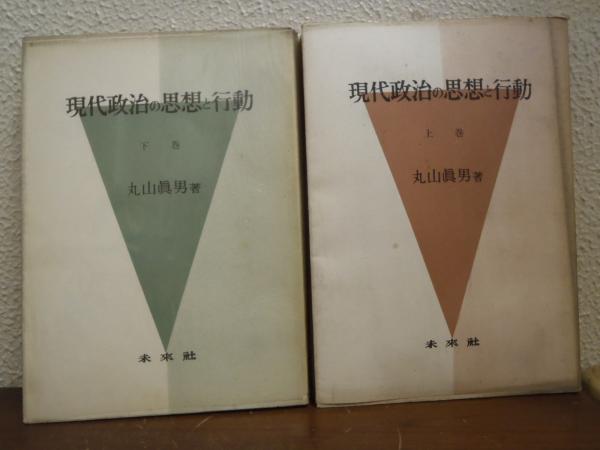 現代政治の思想と行動
下巻
丸山眞男著
未來社
現代政治の思想と行動
上巻
丸山眞男著
未來社